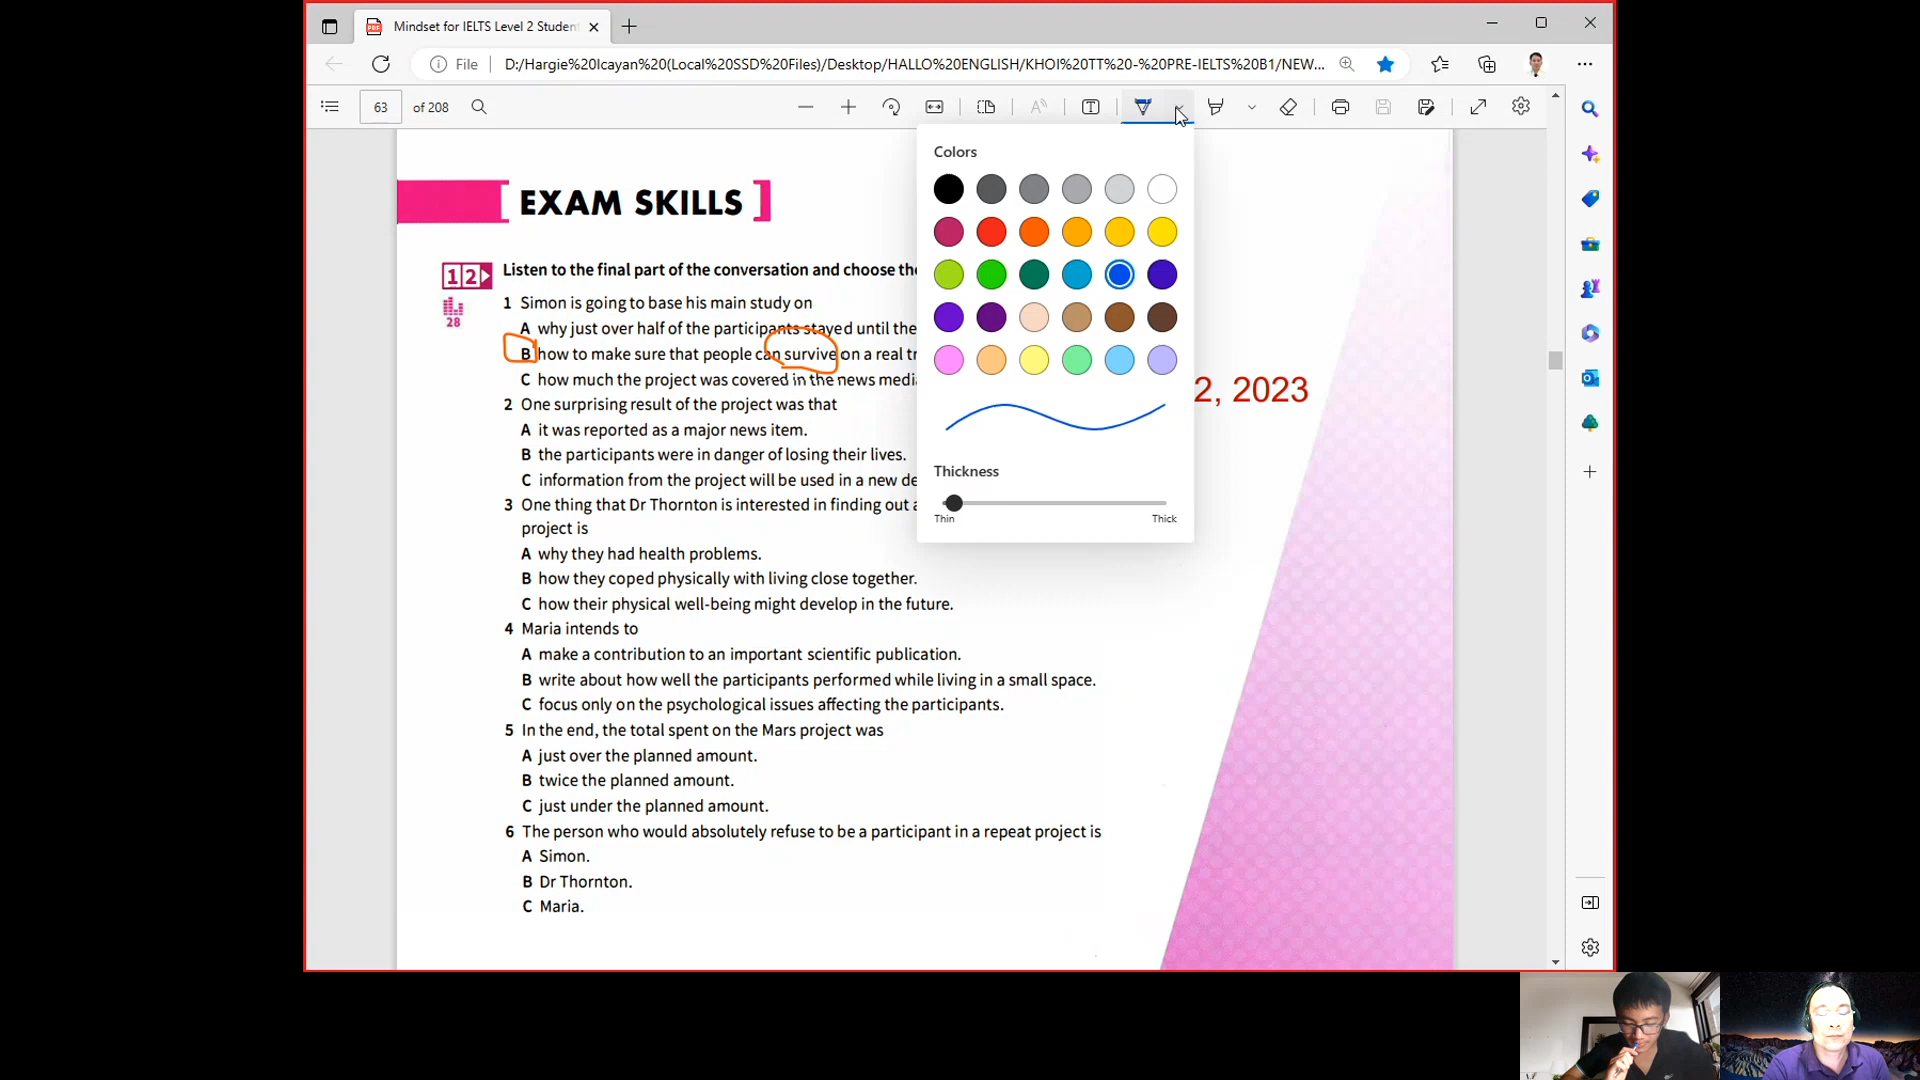 Mindset for IELTS Level 2 Studen
File
D:/Hargie%20Icayan%20(Local%20SSD%20Files)/Desktop/HALLO%20ENGLISH/KHOI%20TT%20-%20PRE-IELTS%20B1/NEW...
63 of 208
EXAM SKILLS
12 Listen to the final part of the conversation and choose the
28
1 Simon is going to base his main study on
A why just over half of the participants stayed until the
B how to make sure that people can survive on a real tr
C how much the project was covered in the news medi
2 One surprising result of the project was that
A it was reported as a major news item.
B the participants were in danger of losing their lives.
C information from the project will be used in a new de
3 One thing that Dr Thornton is interested in finding out a
project is
A why they had health problems.
B how they coped physically with living close together.
C how their physical well-being might develop in the future.
4 Maria intends to
A make a contribution to an important scientific publication.
B write about how well the participants performed while living in a small space.
C focus only on the psychological issues affecting the participants.
5 In the end, the total spent on the Mars project was
A just over the planned amount.
B twice the planned amount.
C just under the planned amount.
6 The person who would absolutely refuse to be a participant in a repeat project is
A Simon.
B Dr Thornton.
C Maria.
Colors
Thickness
Thin Thick
2, 2023